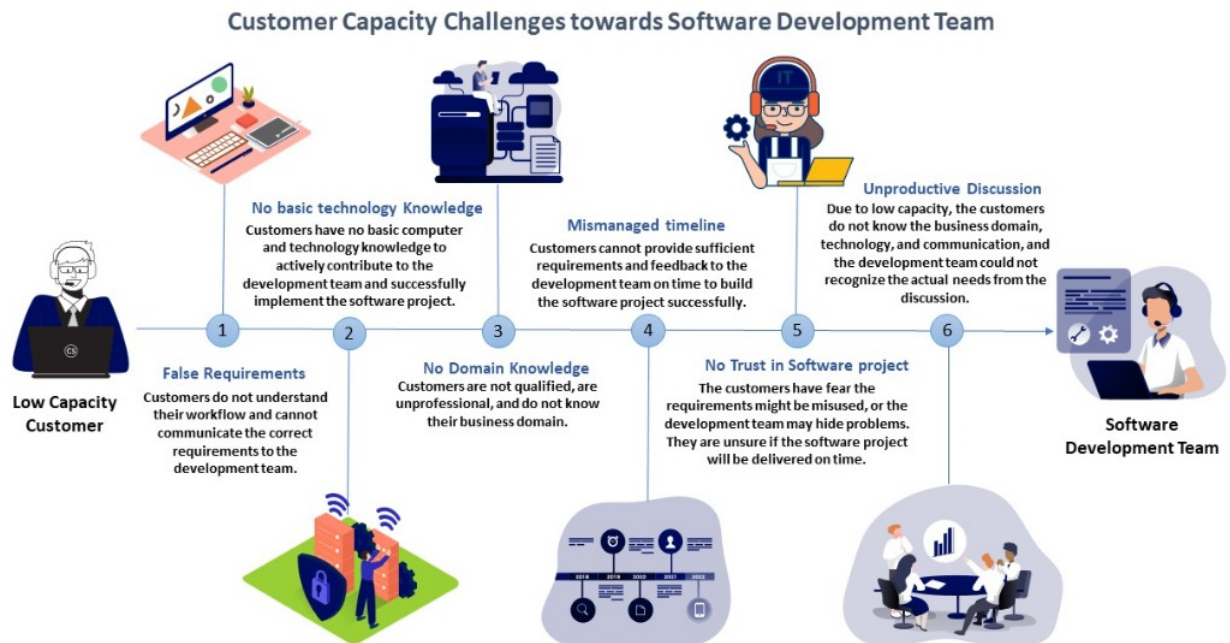 Customer Capacity Challenges towards Software Development Team
IT
No basic technology Knowledge
Customers have no basic computer
and technology knowledge to
actively contribute to the
development team and successfully
implement the software project.
Mismanaged timeline
Customers cannot provide sufficient
requirements and feedback to the
development team on time to build
the software project successfully.
Unproductive Discussion
Due to low capacity, the customers
do not know the business domain,
technology, and communication, and
the development team could not
recognize the actual needs from the
discussion.
CS
1
2
3
4
5
6
Low Capacity
Customer
False Requirements
Customers do not understand
their workflow and cannot
communicate the correct
requirements to the
development team.
No Domain Knowledge
Customers are not qualified, are
unprofessional, and do not know
their business domain.
No Trust in Software project
The customers have fear the
requirements might be misused, or the
development team may hide problems.
They are unsure if the software project
will be delivered on time.
Software
Development Team
2018 2019 2020 2021 2022